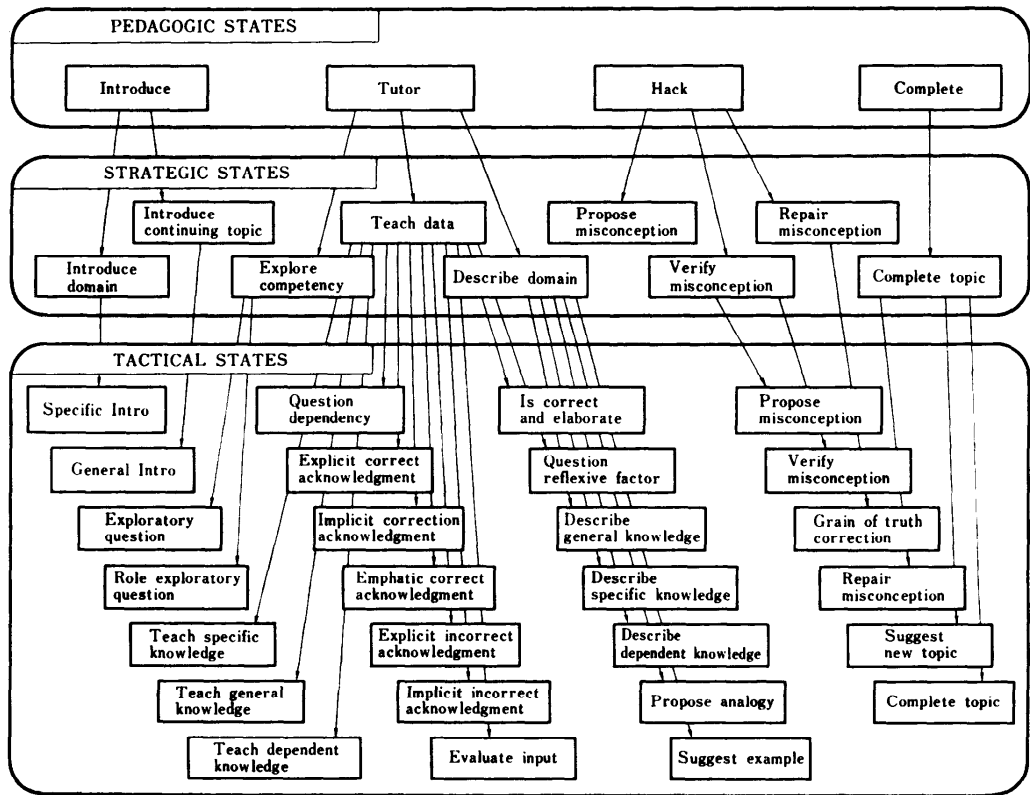 PEDAGOGIC STATES
Introduce
Tutor
Hack
Complete
STRATEGIC STATES
Introduce
continuing topic
Teach data
Propose
misconception
Repair
misconception
Introduce
domain
Explore
competency
Describe domain
Verify
misconception
Complete topic
TACTICAL STATES
Specific Intro
Question
dependency
Is correct
and elaborate
Propose
misconception
General Intro
Explicit correct
acknowledgment
Question
reflexive factor
Verify
misconception
Exploratory
question
Implicit correction
acknowledgment
Describe
general knowledge
Grain of truth
correction
Role exploratory
question
Emphatic correct
acknowledgment
Describe
specific knowledge
Repair
misconception
Teach specific
knowledge
Explicit incorrect
acknowledgment
Describe
dependent knowledge
Suggest
new topic
Teach general
knowledge
Implicit incorrect
acknowledgment
Propose analogy
Complete topic
Teach dependent
knowledge
Evaluate input
Suggest example